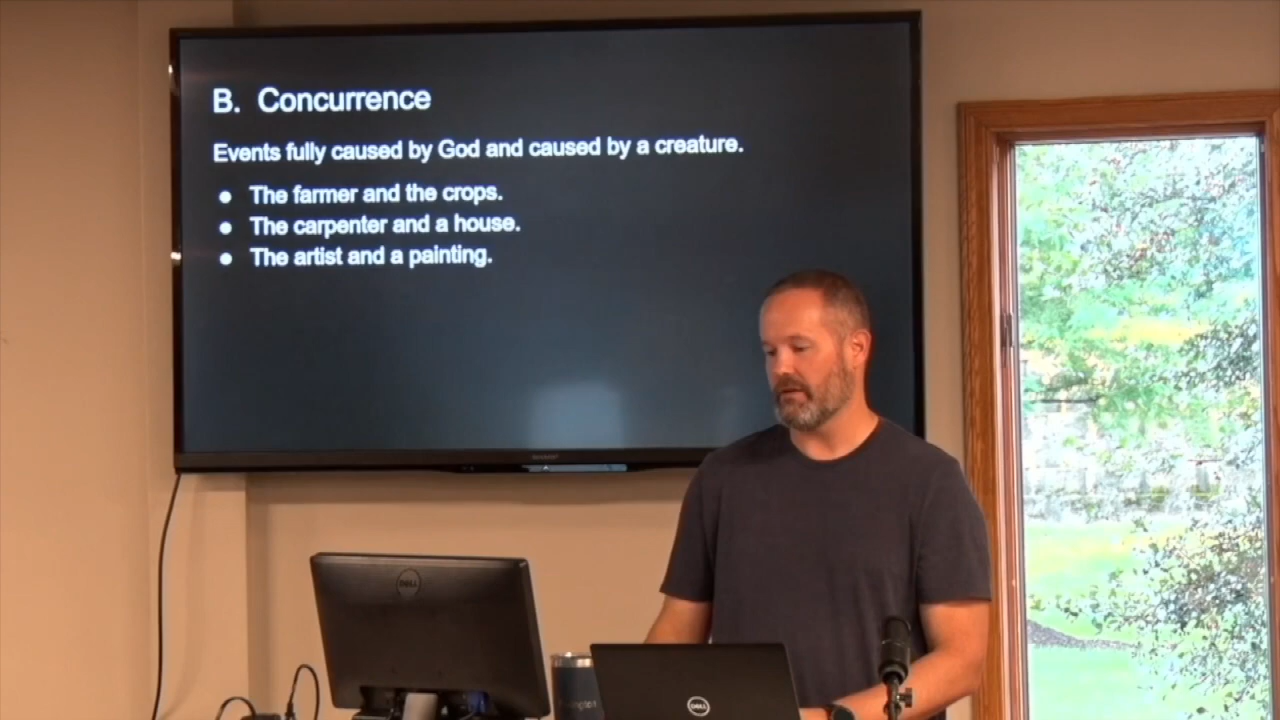 B. Concurrence
Events fully caused by God and caused by a creature.
● The farmer and the crops.
● The carpenter and a house.
● The artist and a painting.
DELL
DELL